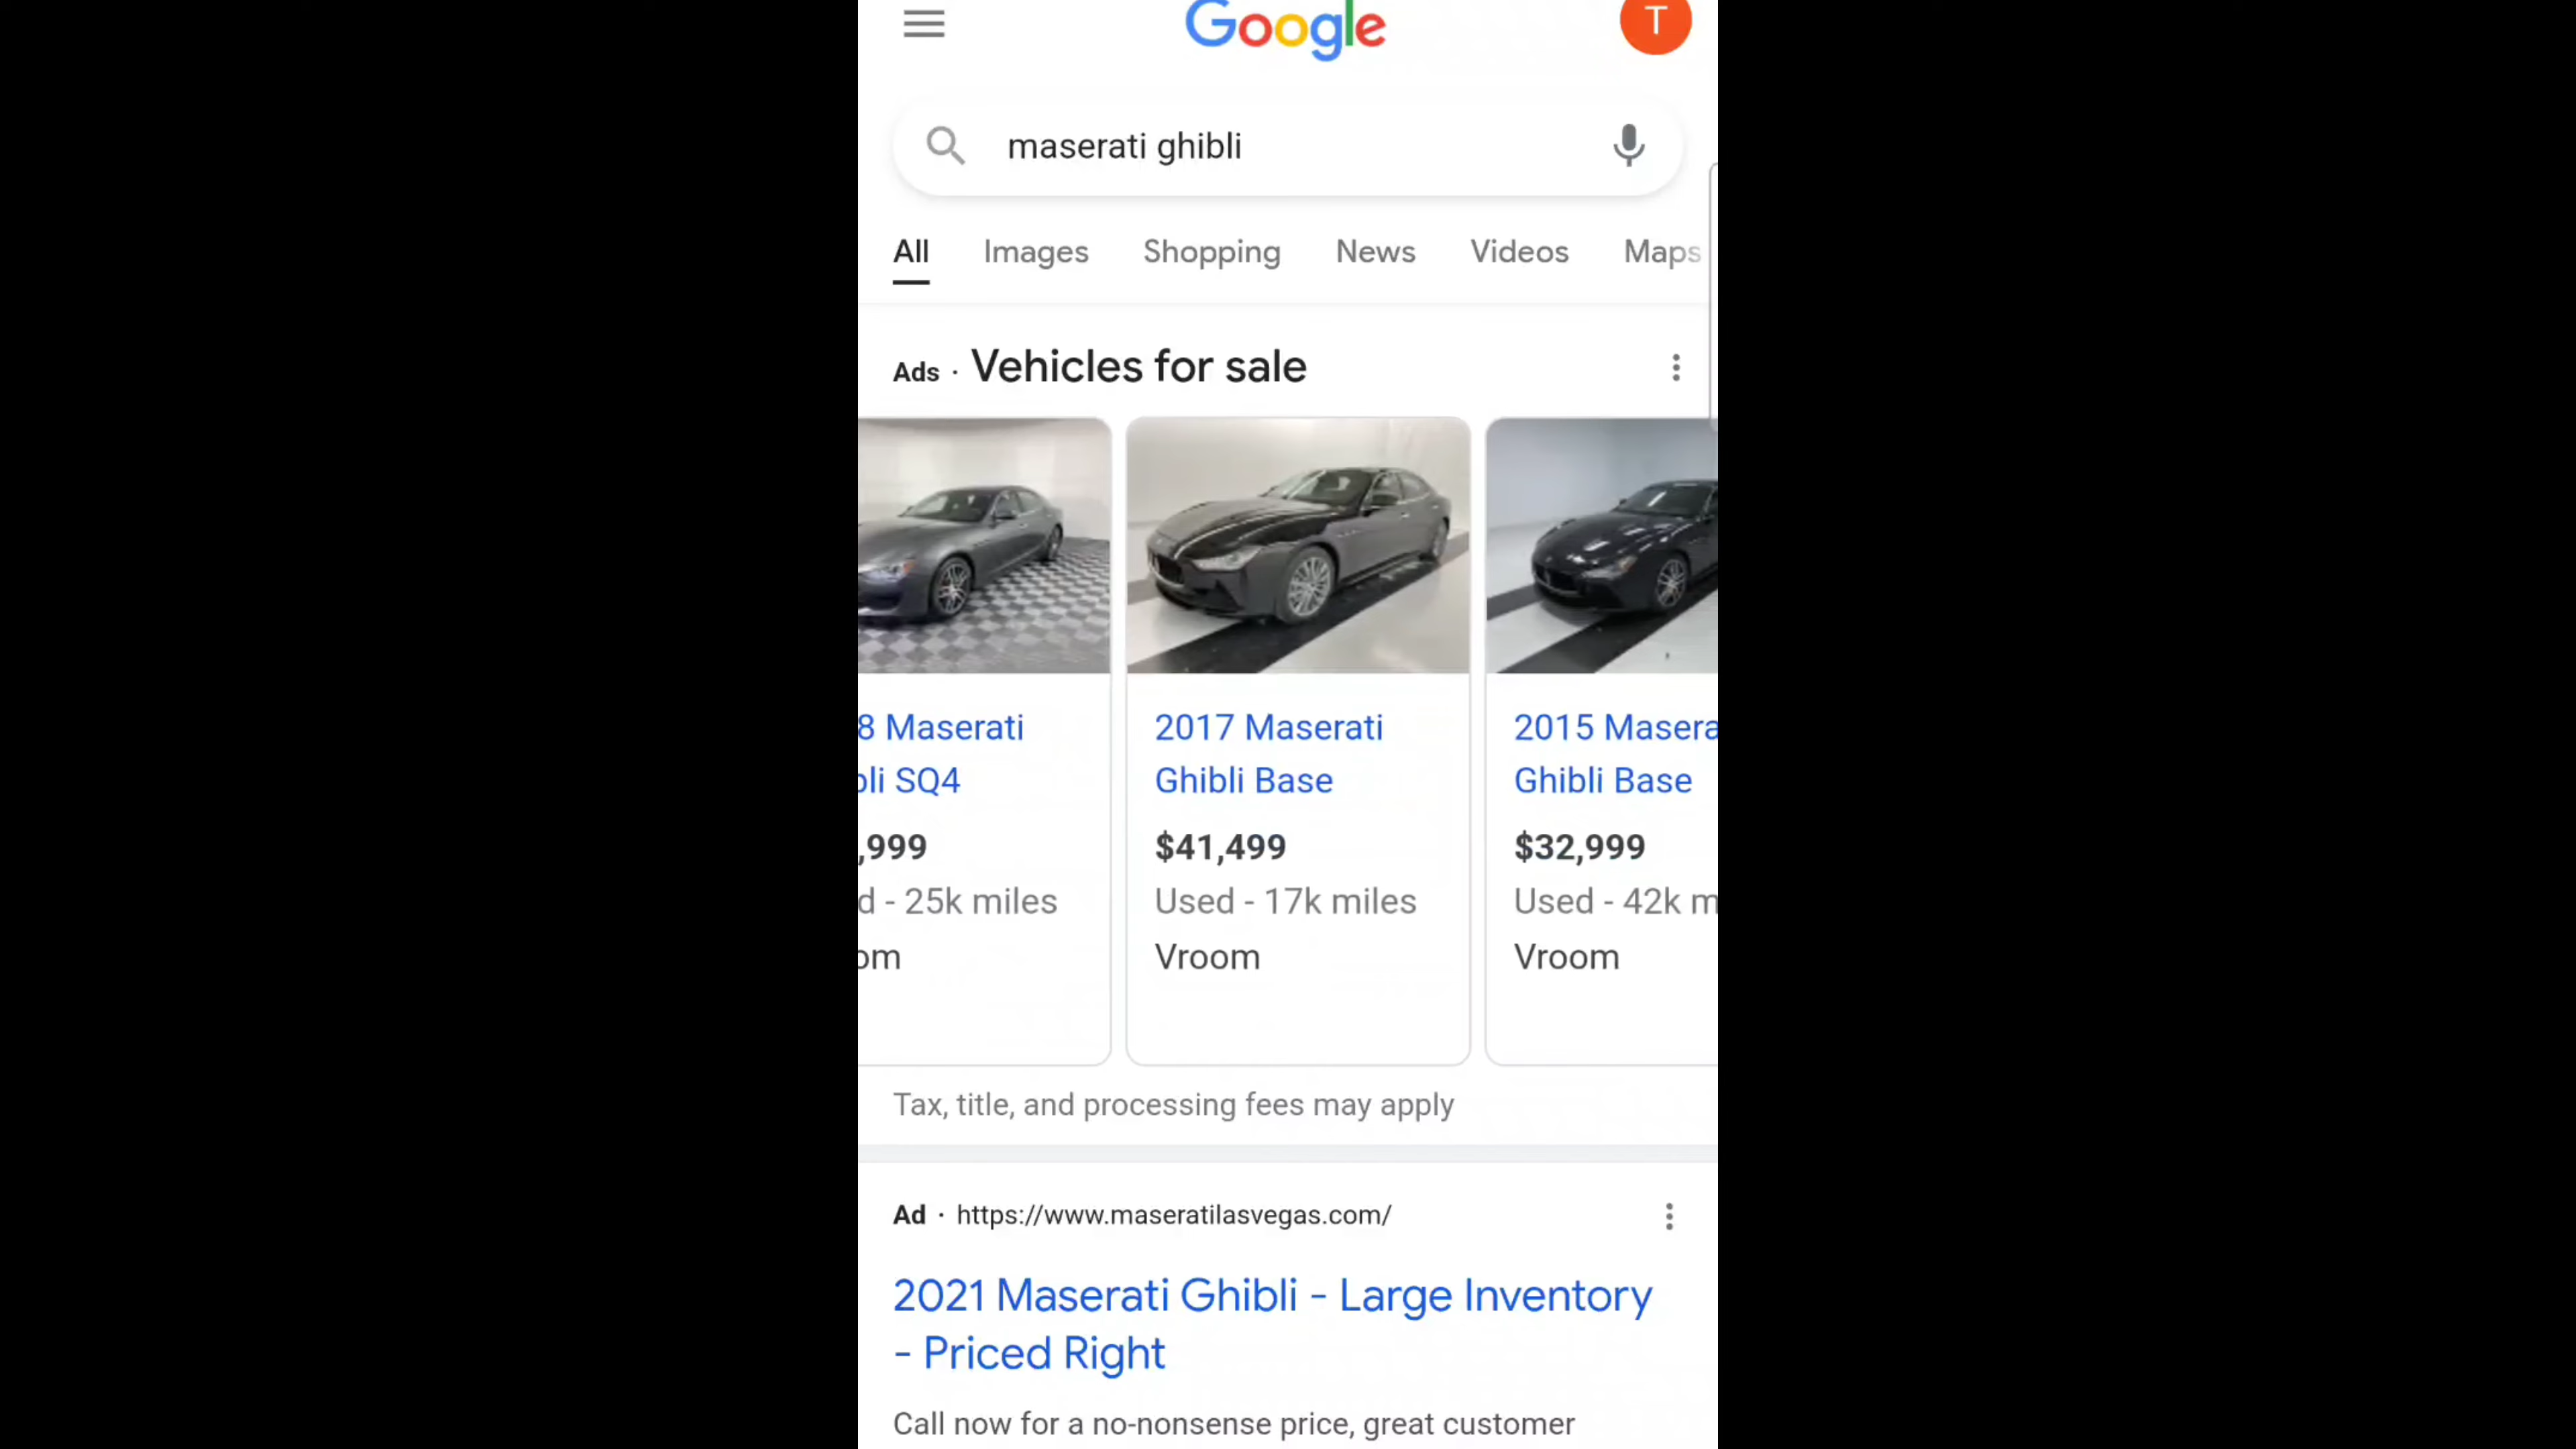 Google
T
maserati ghibli
All Images Shopping News Videos Maps
Ads · Vehicles for sale
8 Maserati
bli SQ4
,999
d - 25k miles
om
2017 Maserati
Ghibli Base
$41,499
Used - 17k miles
Vroom
2015 Masera
Ghibli Base
$32,999
Used - 42k m
Vroom
Tax, title, and processing fees may apply
Ad · https://www.maseratilasvegas.com/
2021 Maserati Ghibli - Large Inventory
- Priced Right
Call now for a no-nonsense price, great customer